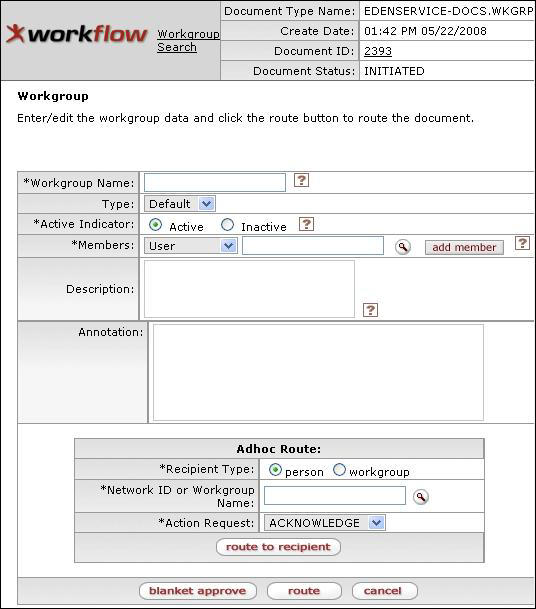 workflow
Workgroup
Search
Document Type Name: EDENSERVICE-DOCS.WKGRP
Create Date: 01:42 PM 05/22/2008
Document ID: 2393
Document Status: INITIATED
Workgroup
Enter/edit the workgroup data and click the route button to route the document.
*Workgroup Name: ?
Type: Default
*Active Indicator: Active Inactive ?
*Members: User add member ?
Description: ?
Annotation:
Adhoc Route:
*Recipient Type: person workgroup
*Network ID or Workgroup
Name:
*Action Request: ACKNOWLEDGE
route to recipient
blanket approve route cancel